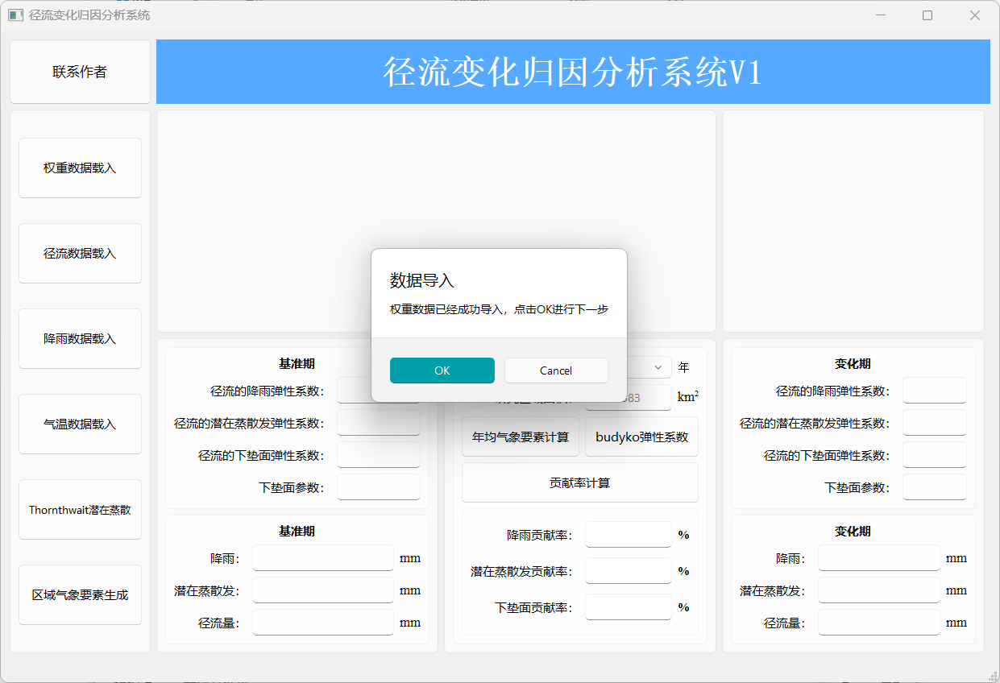 径流变化归因分析系统
联系作者
径流变化归因分析系统V1
权重数据载入
径流数据载入
降雨数据载入
气温数据载入
Thornthwait潜在蒸散
区域气象要素生成
数据导入
权重数据已经成功导入，点击OK进行下一步
OK
Cancel
基准期
径流的降雨弹性系数：
径流的潜在蒸散发弹性系数：
径流的下垫面弹性系数：
下垫面参数：
基准期
降雨： mm
潜在蒸散发： mm
径流量： mm
年
km²
年均气象要素计算
budyko弹性系数
贡献率计算
降雨贡献率： %
潜在蒸散发贡献率： %
下垫面贡献率： %
变化期
径流的降雨弹性系数：
径流的潜在蒸散发弹性系数：
径流的下垫面弹性系数：
下垫面参数：
变化期
降雨： mm
潜在蒸散发： mm
径流量： mm